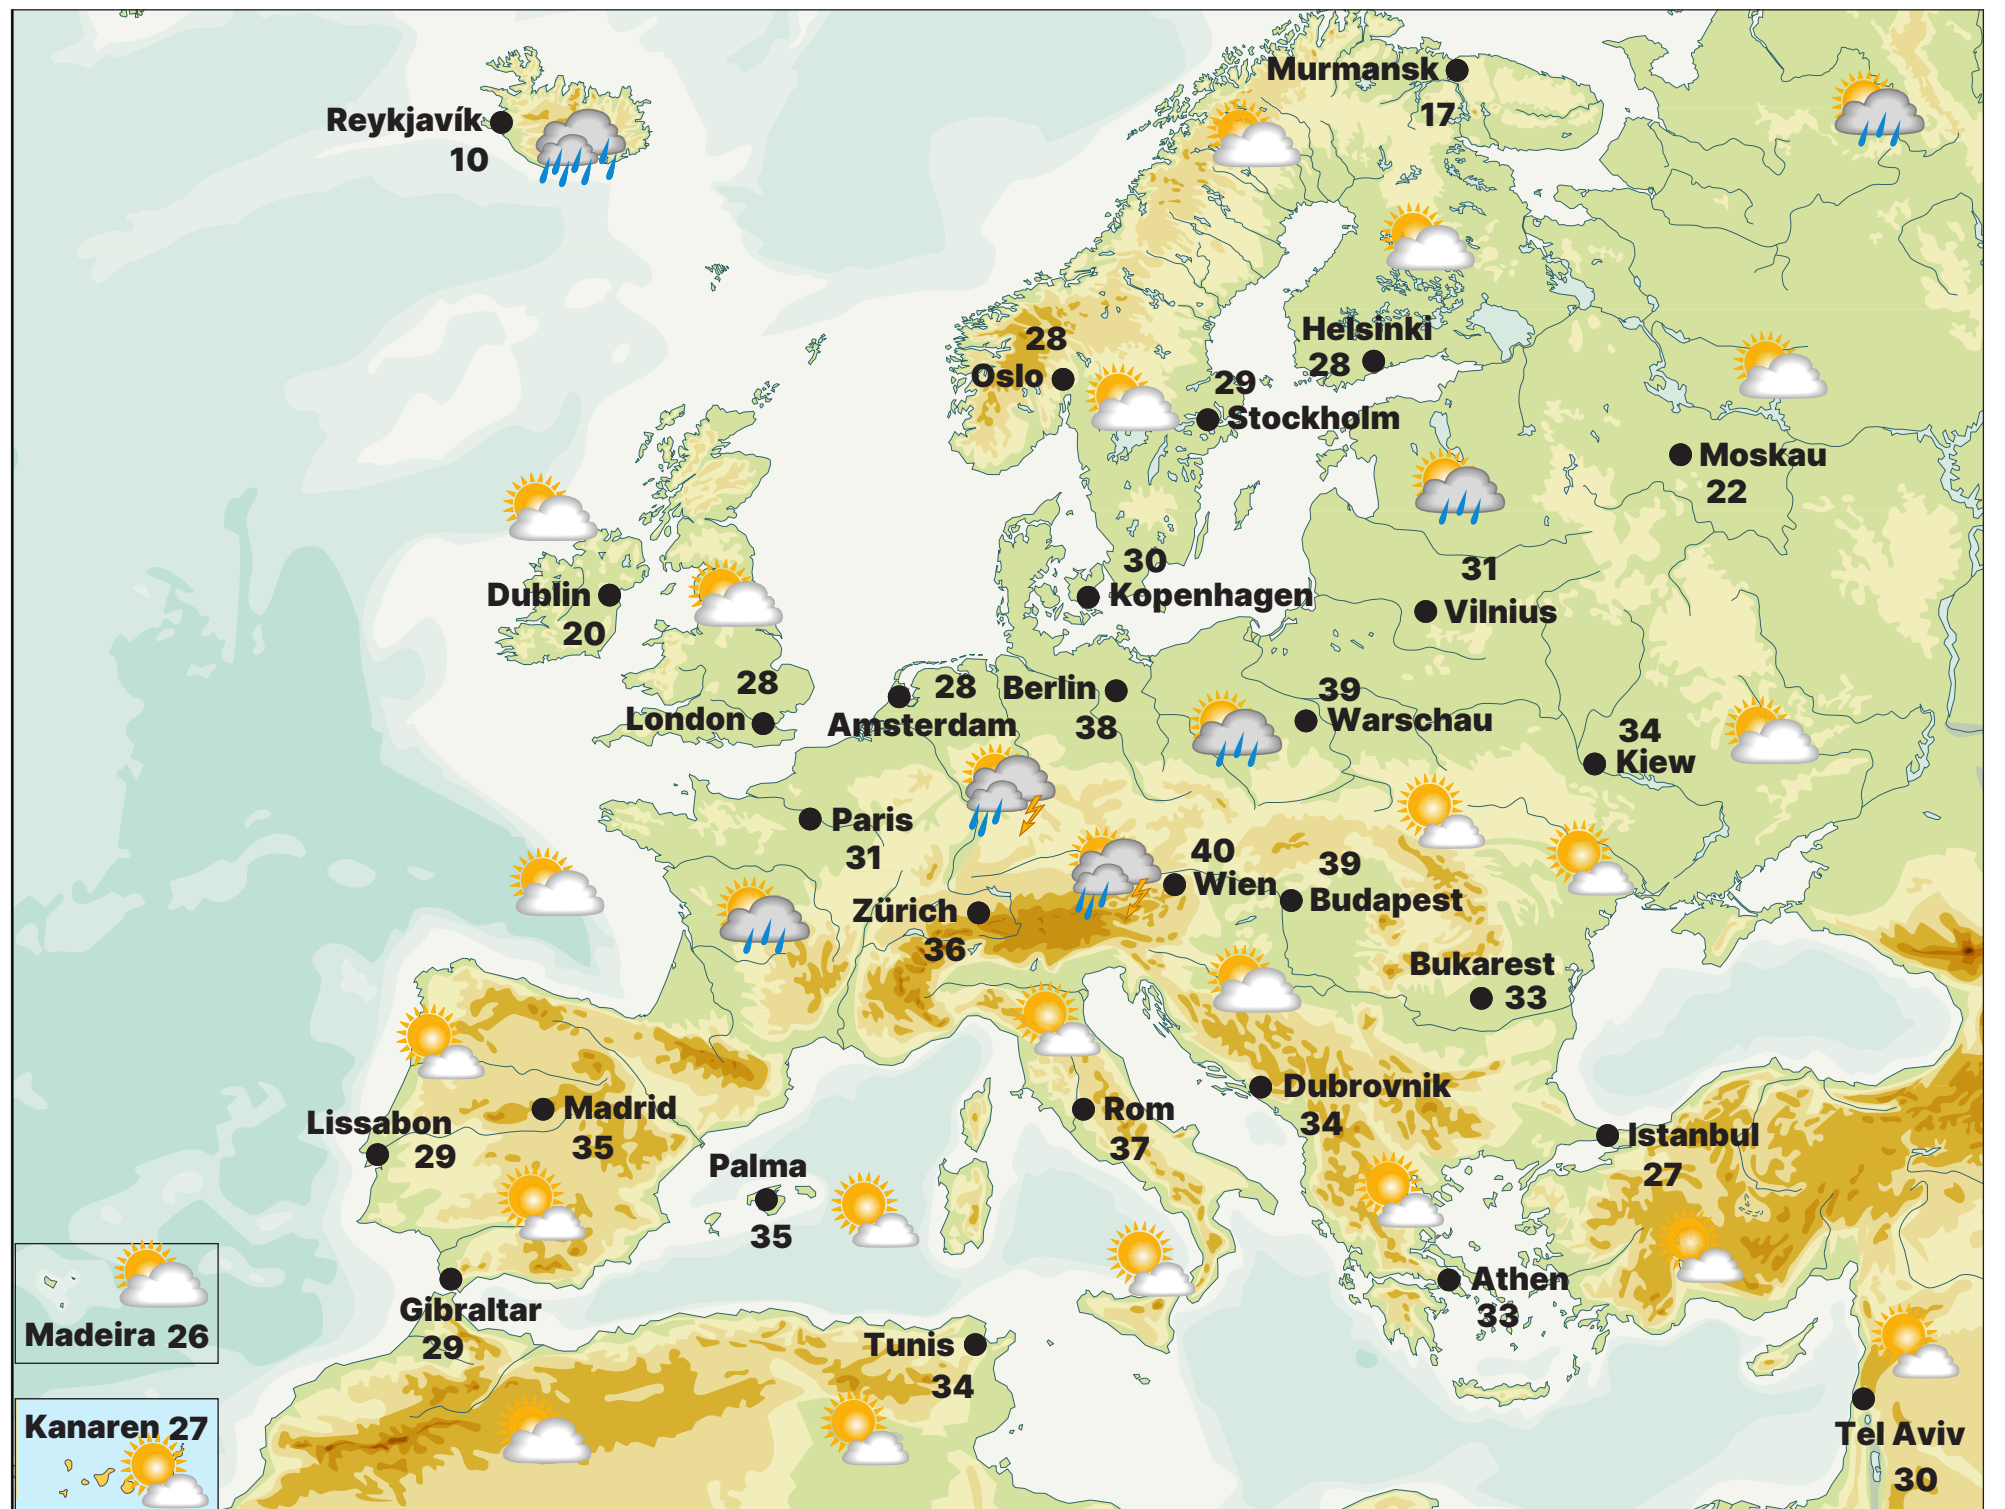 Murmansk
17
Reykjavík
10
28
Oslo
Helsinki
28
29
Stockholm
Moskau
22
30
Kopenhagen
31
Vilnius
Dublin
20
28
London
28
Amsterdam
Berlin
38
39
Warschau
34
Kiew
Paris
31
40
Wien
39
Budapest
Zürich
36
Bukarest
33
Lissabon
29
Madrid
35
Palma
35
Rom
37
Dubrovnik
34
Istanbul
27
Athen
33
Gibraltar
29
Tunis
34
Madeira 26
Kanaren 27
Tel Aviv
30